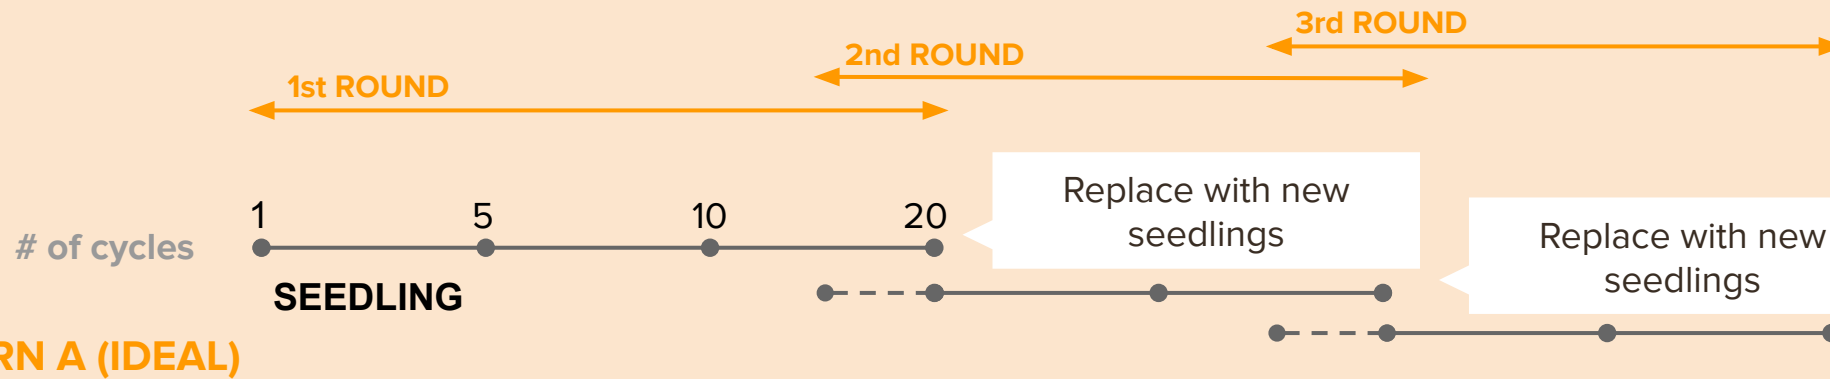 3rd ROUND
2nd ROUND
1st ROUND
1 5 10 20
Replace with new
seedlings
# of cycles
Replace with new
seedlings
SEEDLING
RN A (IDEAL)